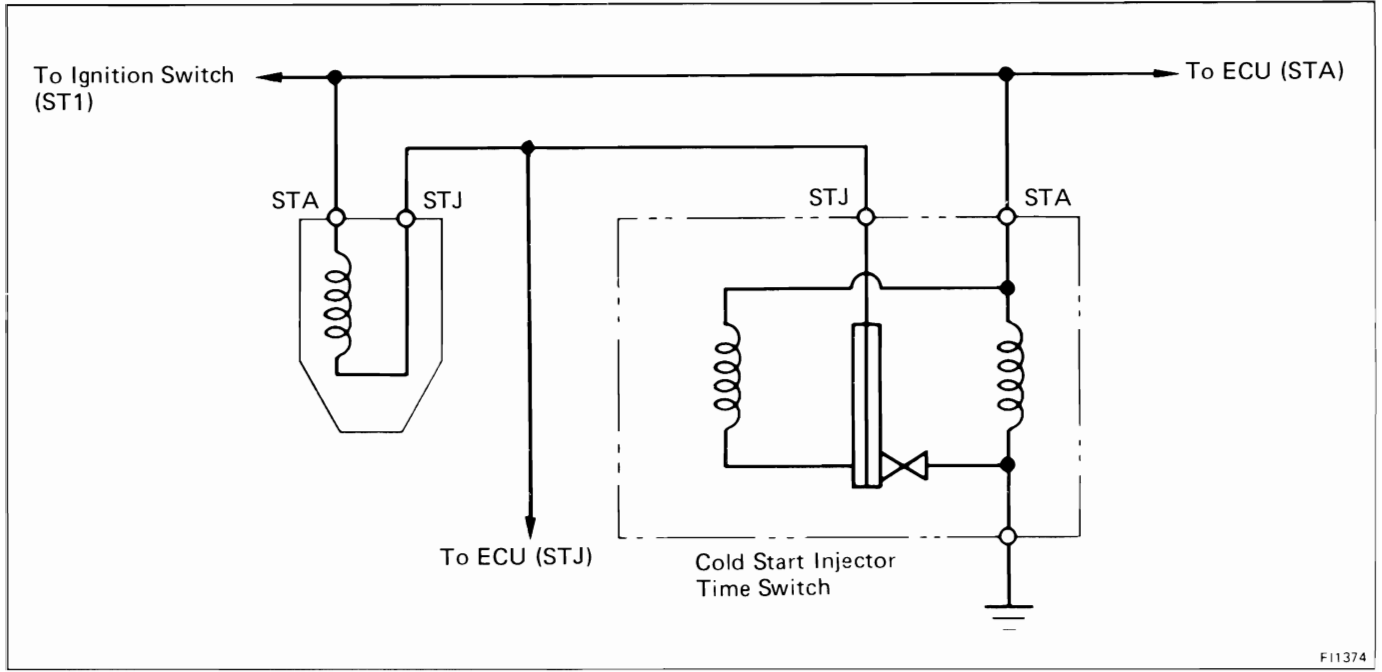 To Ignition Switch
(ST1)
To ECU (STA)
STA
STJ
STJ
STA
To ECU (STJ)
Cold Start Injector
Time Switch
FI1374